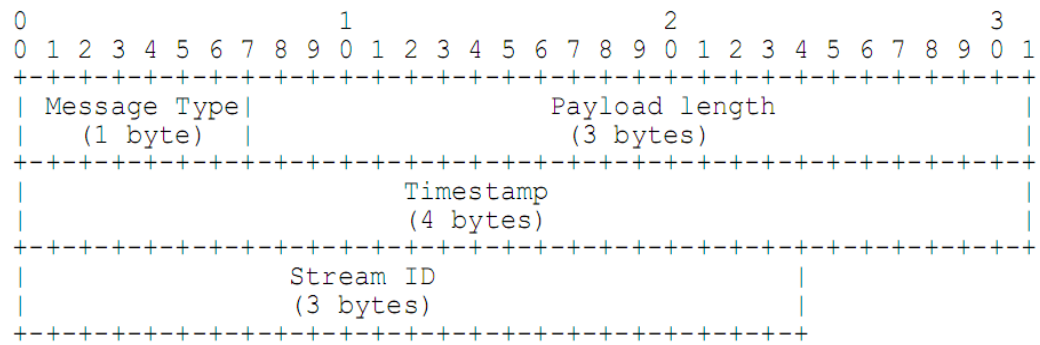 0                   1                   2                   3
0 1 2 3 4 5 6 7 8 9 0 1 2 3 4 5 6 7 8 9 0 1 2 3 4 5 6 7 8 9 0 1
+-+-+-+-+-+-+-+-+-+-+-+-+-+-+-+-+-+-+-+-+-+-+-+-+-+-+-+-+-+-+-+
| Message Type|                  Payload length               |
|   (1 byte)  |                   (3 bytes)                   |
+-+-+-+-+-+-+-+-+-+-+-+-+-+-+-+-+-+-+-+-+-+-+-+-+-+-+-+-+-+-+-+
|                       Timestamp                             |
|                       (4 bytes)                             |
+-+-+-+-+-+-+-+-+-+-+-+-+-+-+-+-+-+-+-+-+-+-+-+-+-+-+-+-+-+-+-+
|                Stream ID                      |
|                (3 bytes)                      |
+-+-+-+-+-+-+-+-+-+-+-+-+-+-+-+-+-+-+-+-+-+-+-+-+